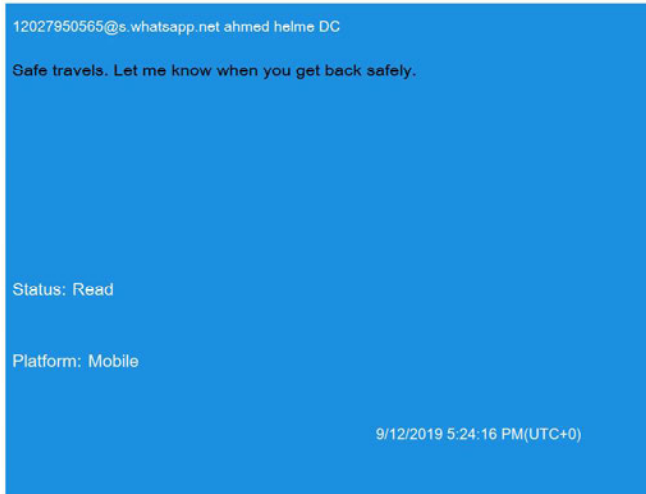 12027950565@s.whatsapp.net ahmed helme DC
Safe travels. Let me know when you get back safely.
Status: Read
Platform: Mobile
9/12/2019 5:24:16 PM(UTC+0)